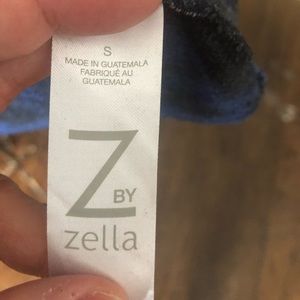 S
MADE IN GUATEMALA
FABRIQUÉ AU
GUATEMALA
Z BY
zella